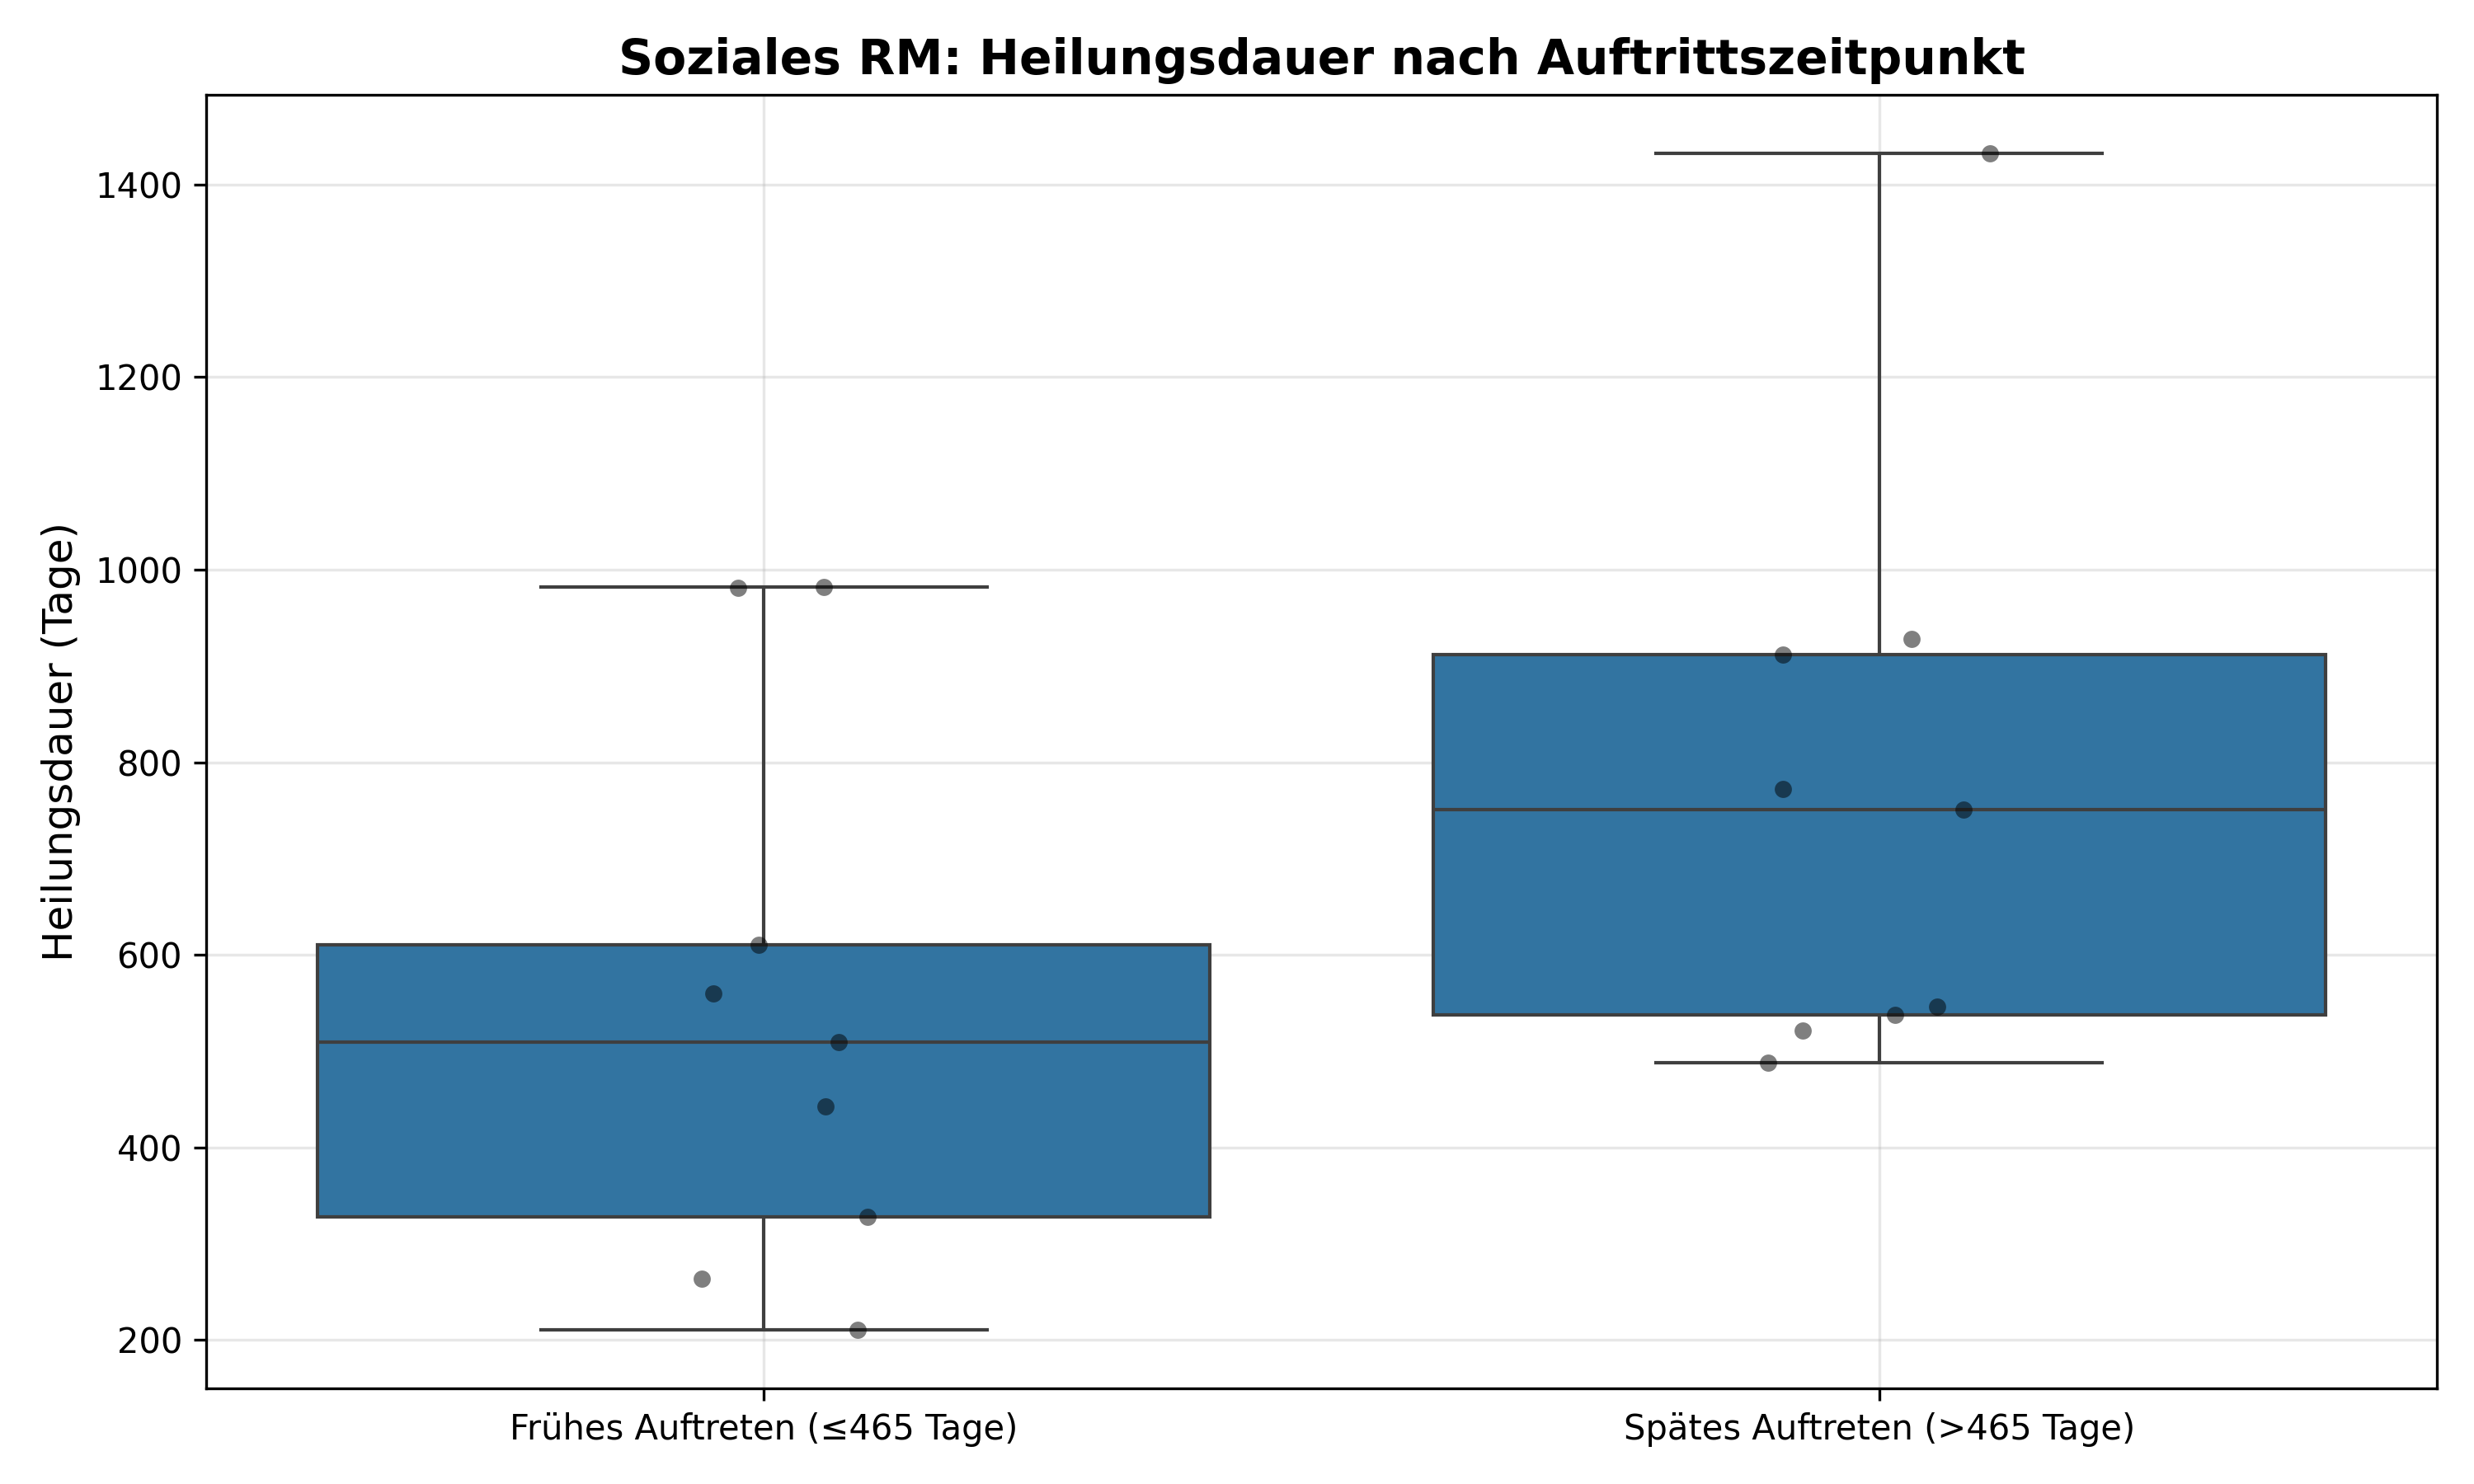 Soziales RM: Heilungsdauer nach Auftrittszeitpunkt
Heilungsdauer (Tage)
1400
1200
1000
800
600
400
200
Frühes Auftreten (≤465 Tage)
Spätes Auftreten (>465 Tage)